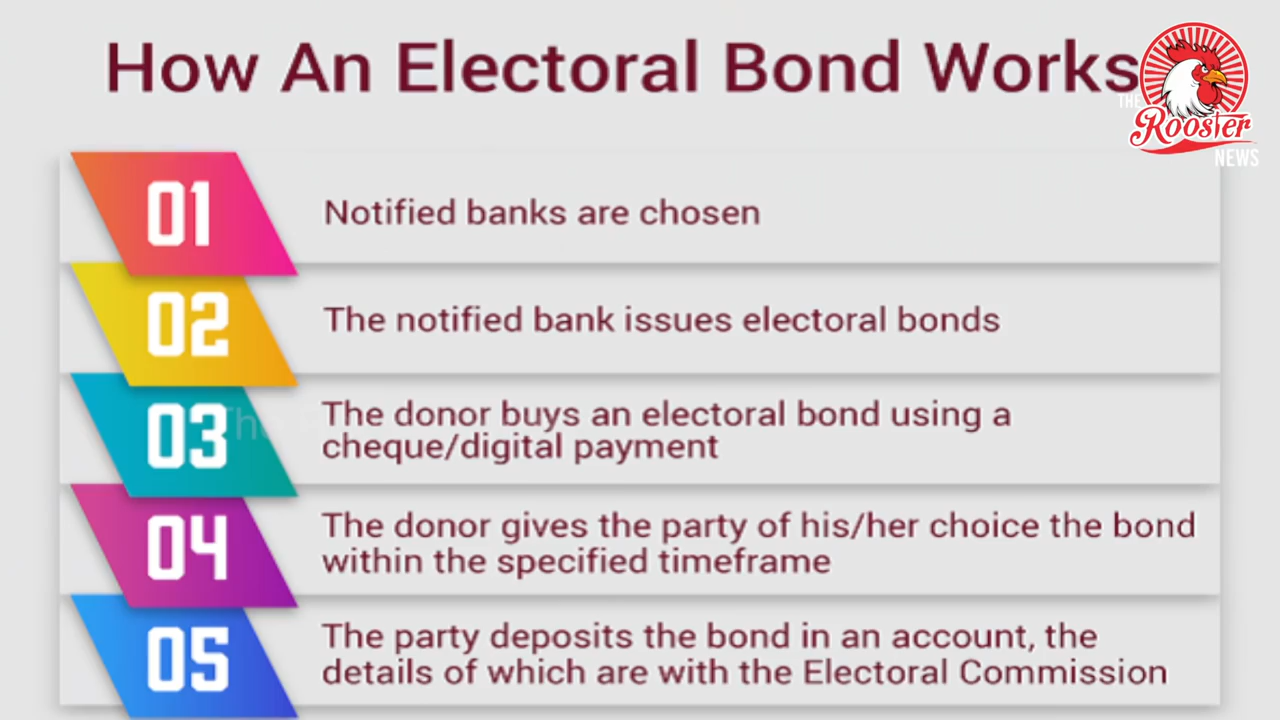 How An Electoral Bond Works
THE
Rooster
NEWS
01
Notified banks are chosen
02
The notified bank issues electoral bonds
03
The donor buys an electoral bond using a
cheque/digital payment
04
The donor gives the party of his/her choice the bond
within the specified timeframe
05
The party deposits the bond in an account, the
details of which are with the Electoral Commission